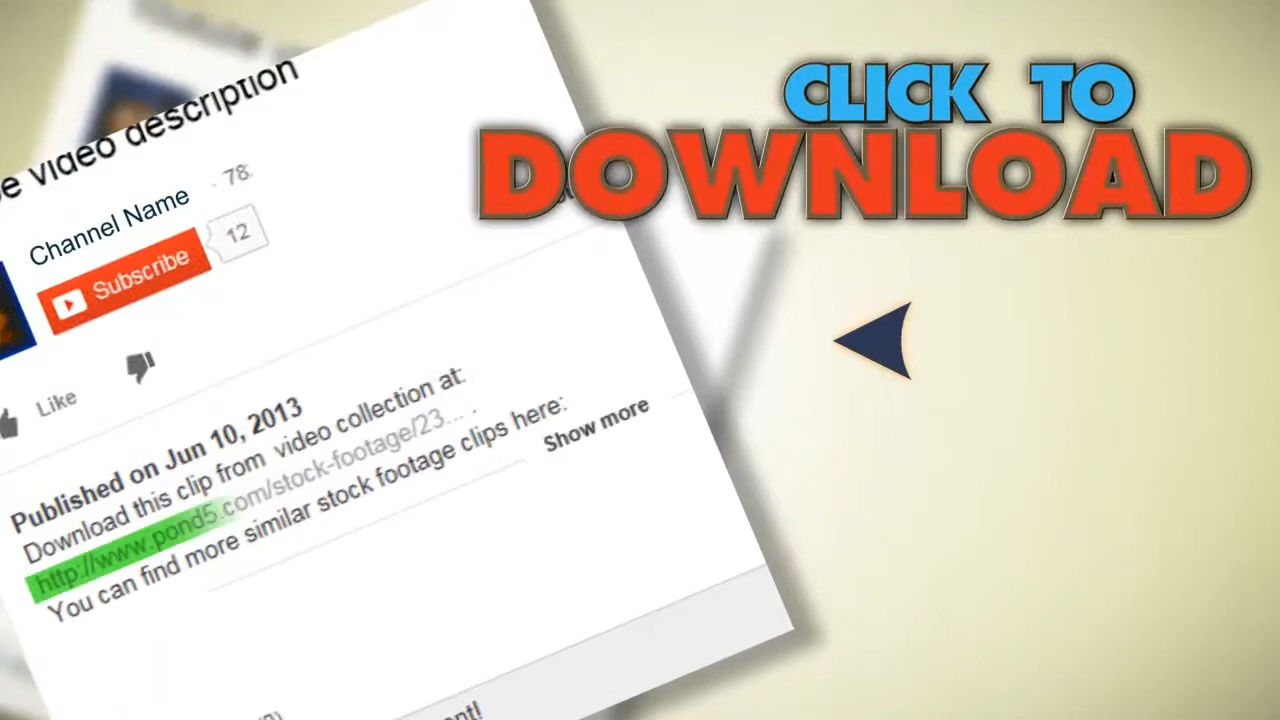 CLICK TO
DOWNLOAD
video description
Channel Name
78
Subscribe
12
Like
Published on Jun 10, 2013
Download this clip from video collection at:
http://www.pond5.com/stock-footage/23... .
You can find more similar stock footage clips here:
Show more